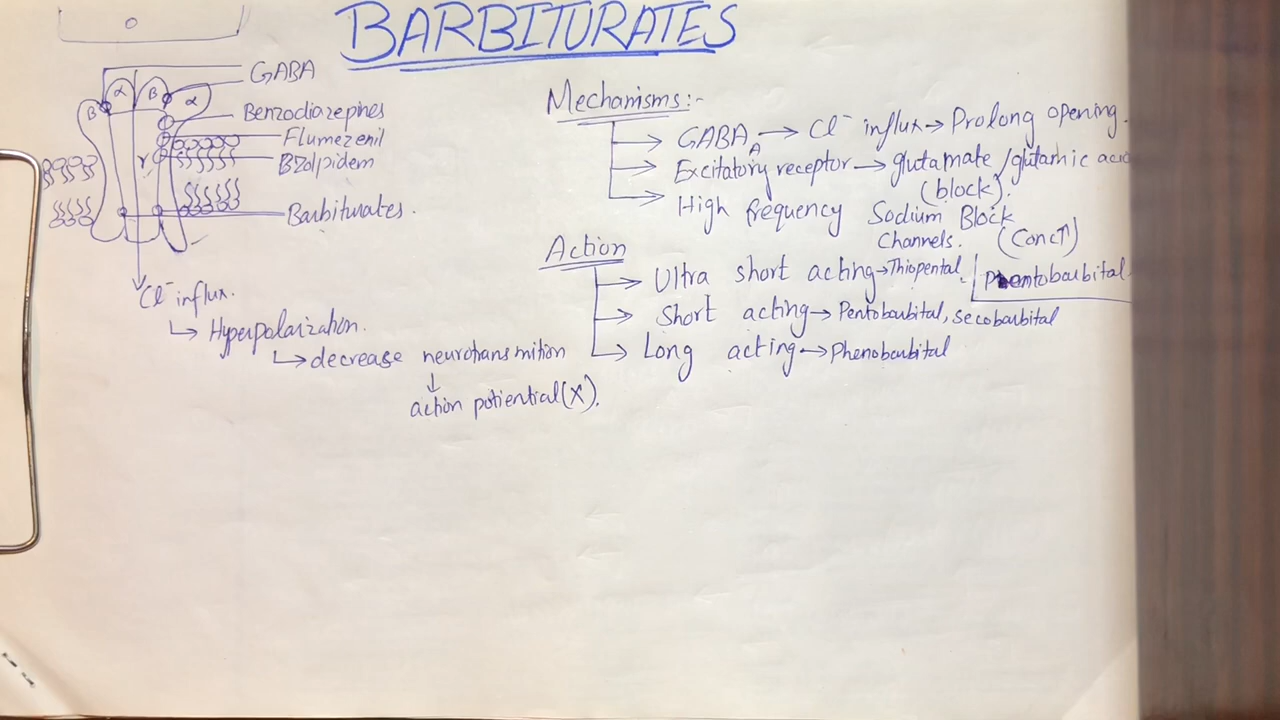 BARBITURATES
GABA
Benzodiazepines
Flumezenil
Bzolpidem
Barbiturates.
α β α
β
γ
Cl⁻ influx.
↳ Hyperpolarization.
↳ decrease neurotransmition
↓
action potiential (X).
Mechanisms:-
→ GABA_A → Cl⁻ influx → Prolong opening.
→ Excitatory receptor → glutamate / glutamic acid
(block).
→ High frequency Sodium Block
Channels. (Conc↑)
Action
→ Ultra short acting → Thiopental.
Pentobarbital
→ Short acting → Pentobarbital, Secobarbital
→ Long acting → Phenobarbital